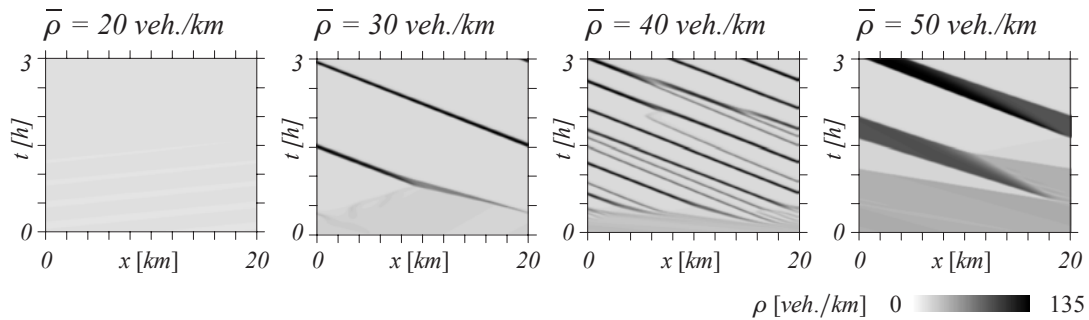 ρ̅ = 20 veh./km ρ̅ = 30 veh./km ρ̅ = 40 veh./km ρ̅ = 50 veh./km
3 3 3 3
t [h] t [h] t [h] t [h]
0 0 0 0
0 x [km] 20 0 x [km] 20 0 x [km] 20 0 x [km] 20
ρ [veh./km] 0 135